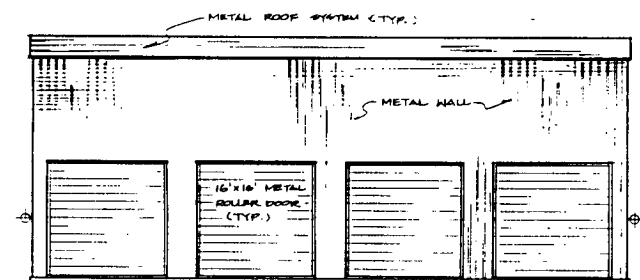 METAL ROOF SYSTEM (TYP.)
METAL WALL
16'X16' METAL
ROLLER DOOR
(TYP.)